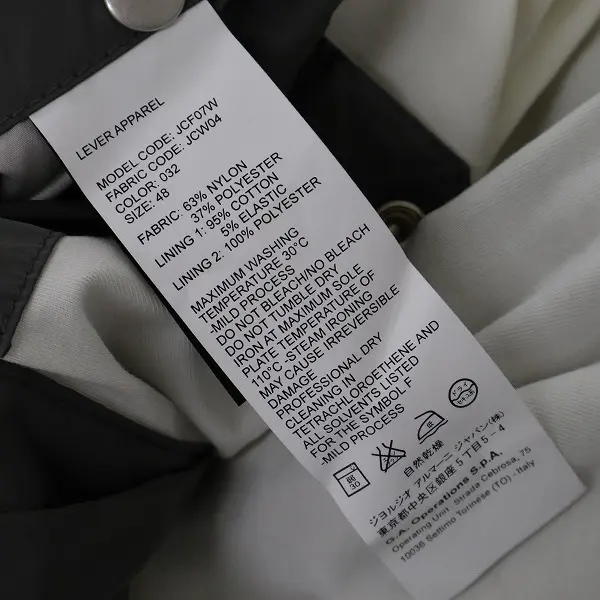 LEVER APPAREL
MODEL CODE: JCF07W
FABRIC CODE: JCW04
COLOR: 032
SIZE: 48
FABRIC: 63% NYLON
37% POLYESTER
LINING 1: 95% COTTON
5% ELASTIC
LINING 2: 100% POLYESTER
MAXIMUM WASHING
TEMPERATURE 30°C
-MILD PROCESS
DO NOT BLEACH/NO BLEACH
DO NOT TUMBLE DRY
IRON AT MAXIMUM SOLE
PLATE TEMPERATURE OF
110°C-STEAM IRONING
MAY CAUSE IRREVERSIBLE
DAMAGE
PROFESSIONAL DRY
CLEANING IN
TETRACHLOROETHENE AND
ALL SOLVENTS LISTED
FOR THE SYMBOL F
-MILD PROCESS
30
自然乾燥
ジョルジオ アルマーニ ジャパン(株)
東京都中央区銀座5丁目5-4
G.A. Operations S.P.A.
Operating Unit Strada Cebrosa, 75
10036 Settimo Torinese (TO) - Italy